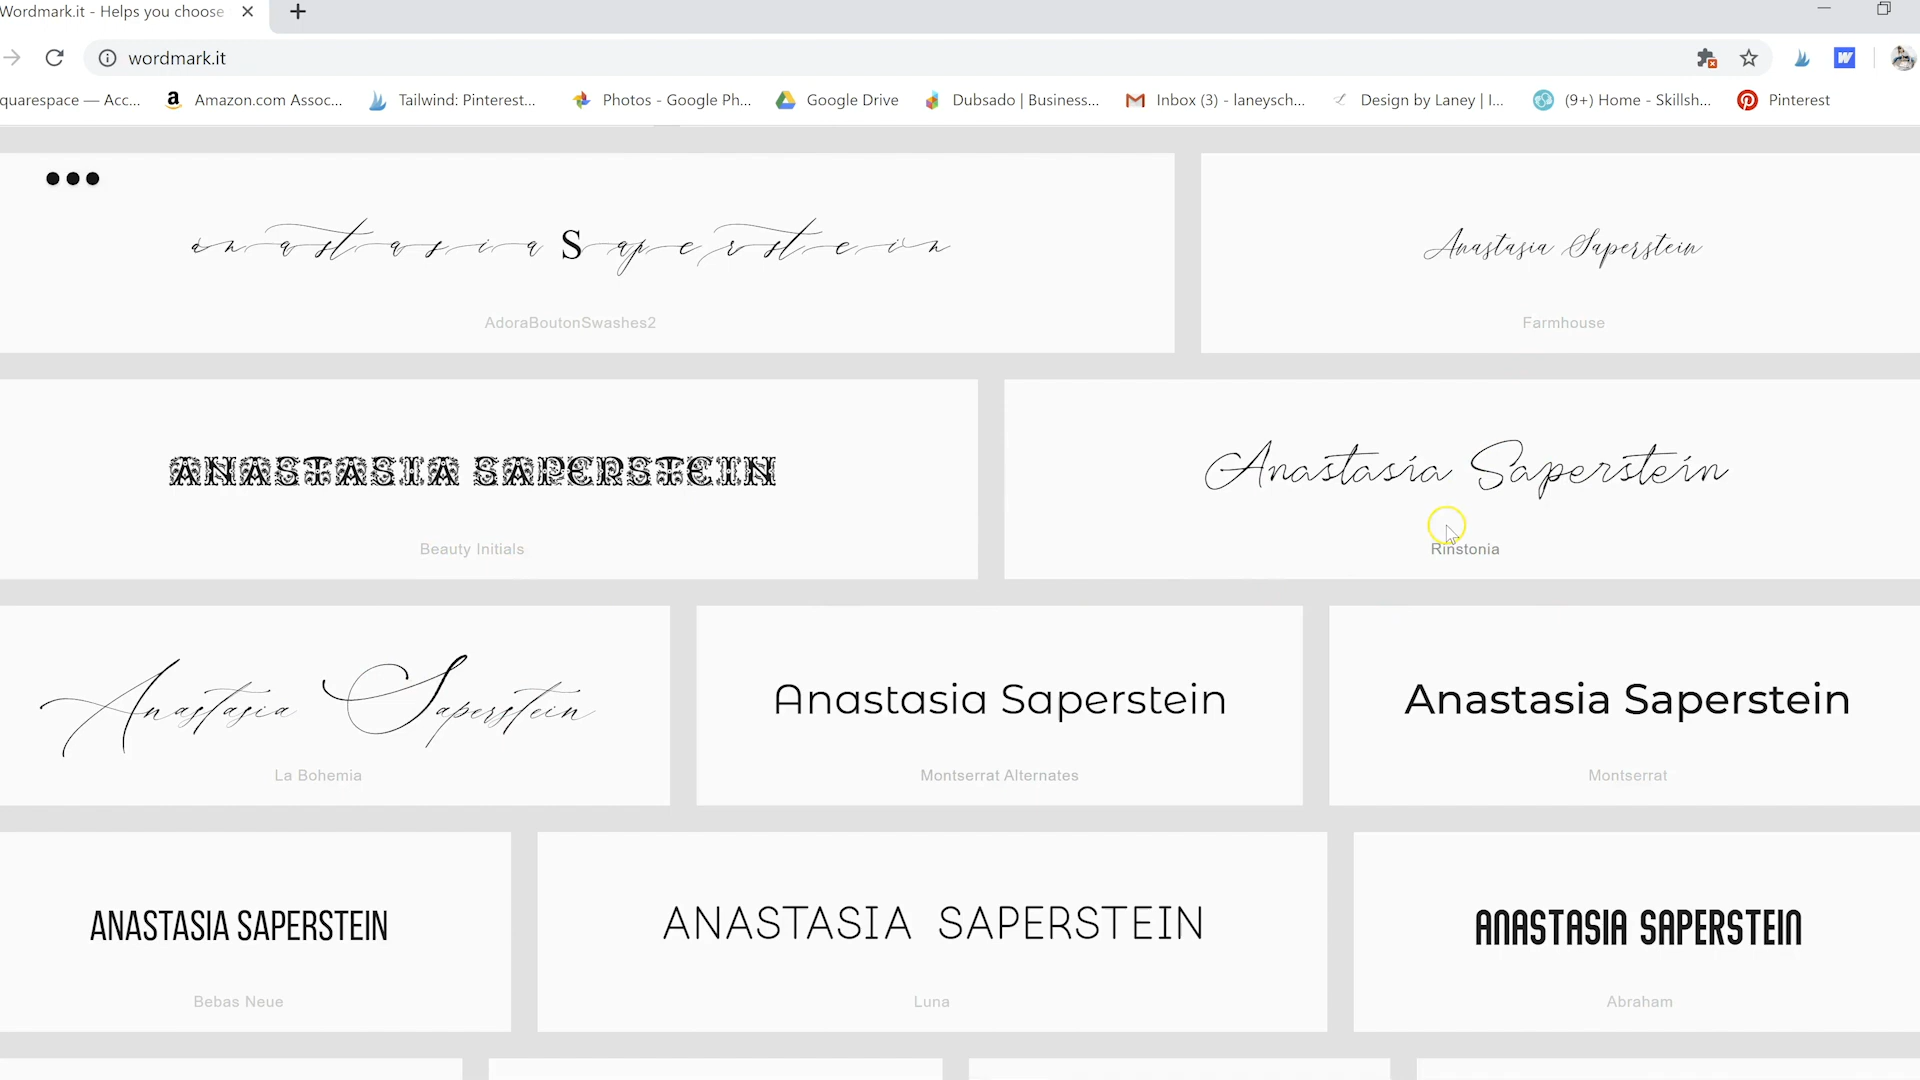 Wordmark.it - Helps you choose
wordmark.it
quarespace — Acc... Amazon.com Assoc... Tailwind: Pinterest... Photos - Google Ph... Google Drive Dubsado | Business... Inbox (3) - laneysch... Design by Laney | I... (9+) Home - Skillsh... Pinterest
anastasia Saperstein
AdoraBoutonSwashes2
Anastasia Saperstein
Farmhouse
ANASTASIA SAPERSTEIN
Beauty Initials
Anastasia Saperstein
Rinstonia
Anastasia Saperstein
La Bohemia
Anastasia Saperstein
Montserrat Alternates
Anastasia Saperstein
Montserrat
ANASTASIA SAPERSTEIN
Bebas Neue
ANASTASIA SAPERSTEIN
Luna
ANASTASIA SAPERSTEIN
Abraham